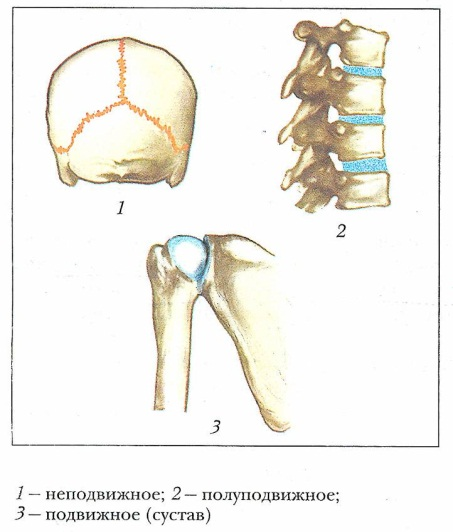 1
2
3
1 – неподвижное; 2 – полуподвижное;
3 – подвижное (сустав)